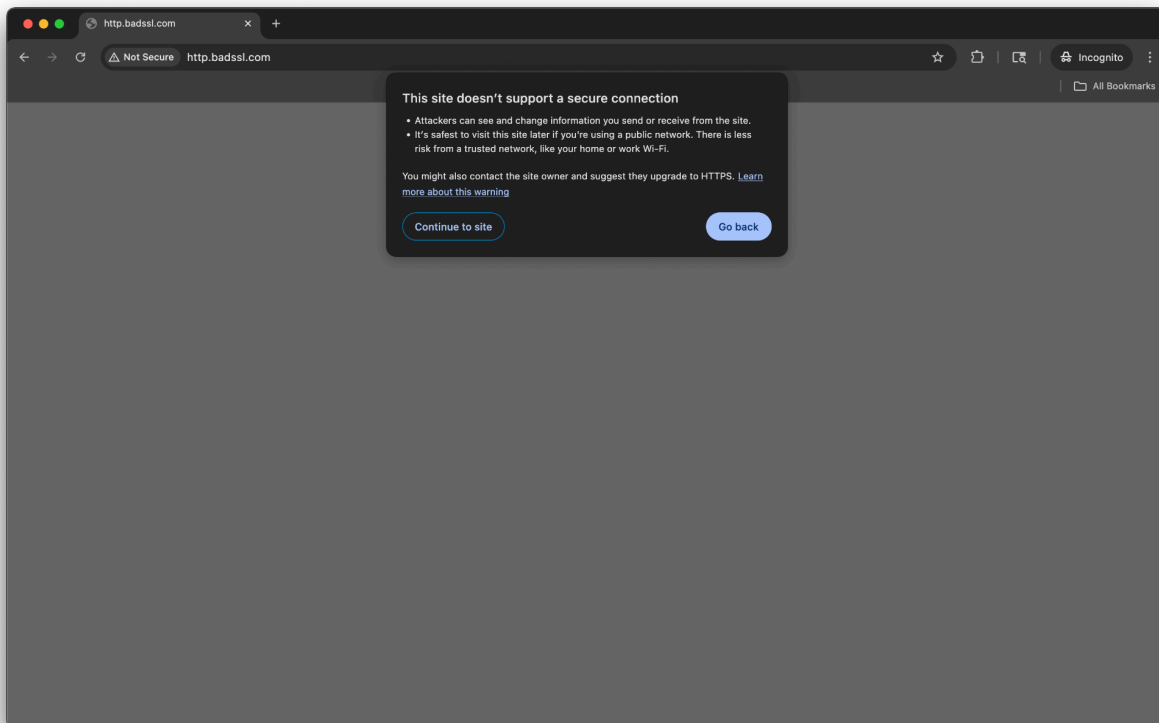 http.badssl.com
Not Secure http.badssl.com Incognito
All Bookmarks
This site doesn’t support a secure connection
• Attackers can see and change information you send or receive from the site.
• It's safest to visit this site later if you're using a public network. There is less
risk from a trusted network, like your home or work Wi-Fi.
You might also contact the site owner and suggest they upgrade to HTTPS. Learn
more about this warning
Continue to site Go back